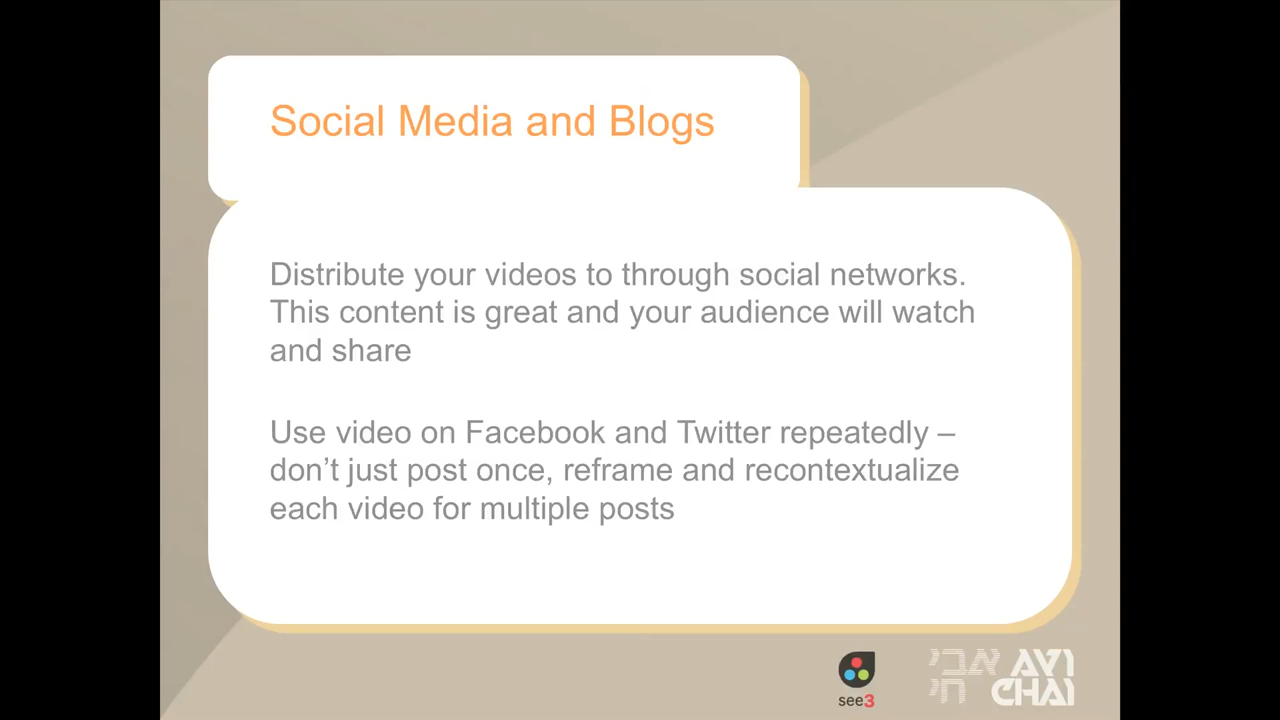 Social Media and Blogs
Distribute your videos to through social networks.
This content is great and your audience will watch
and share
Use video on Facebook and Twitter repeatedly –
don’t just post once, reframe and recontextualize
each video for multiple posts
see3
אבי AVI
חי CHAI